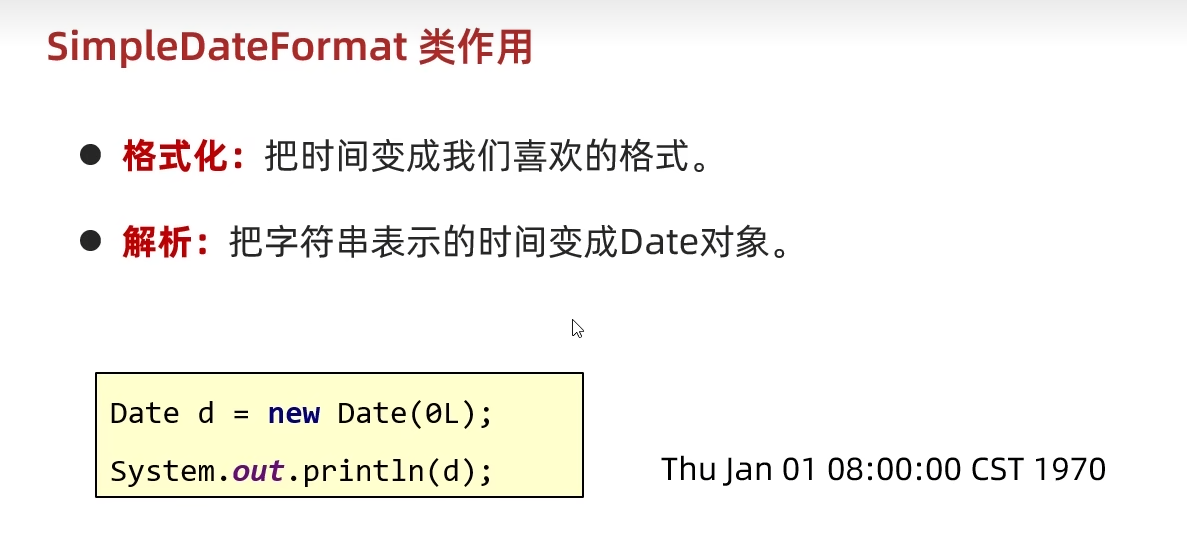 SimpleDateFormat 类作用
● 格式化：把时间变成我们喜欢的格式。
● 解析：把字符串表示的时间变成Date对象。
Date d = new Date(0L);
System.out.println(d);
Thu Jan 01 08:00:00 CST 1970